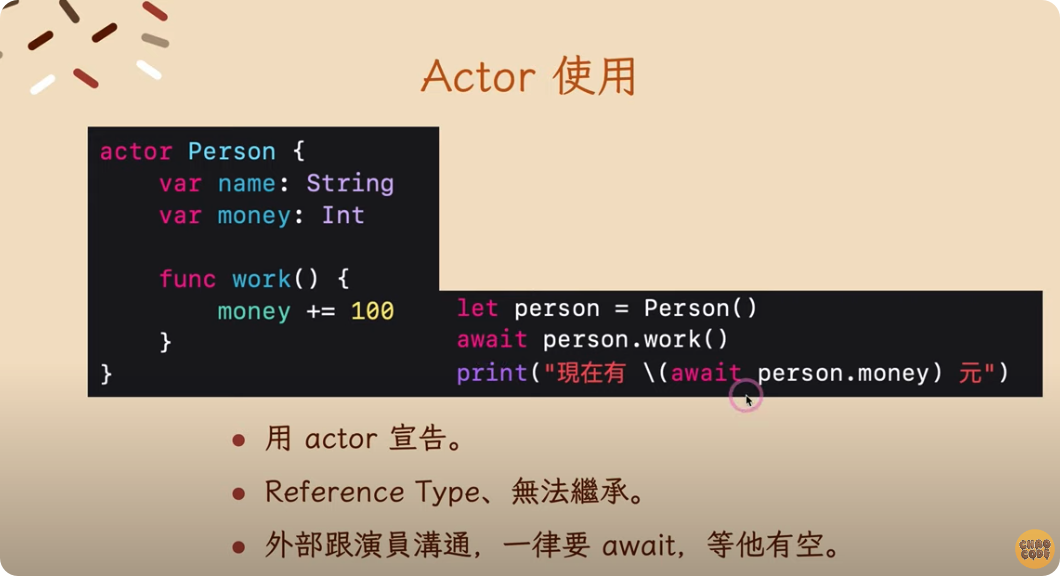 Actor 使用
actor Person {
    var name: String
    var money: Int
    func work() {
        money += 100
    }
}
let person = Person()
await person.work()
print("現在有 \(await person.money) 元")
• 用 actor 宣告。
• Reference Type、無法繼承。
• 外部跟演員溝通，一律要 await，等他有空。
CHAO
CODE